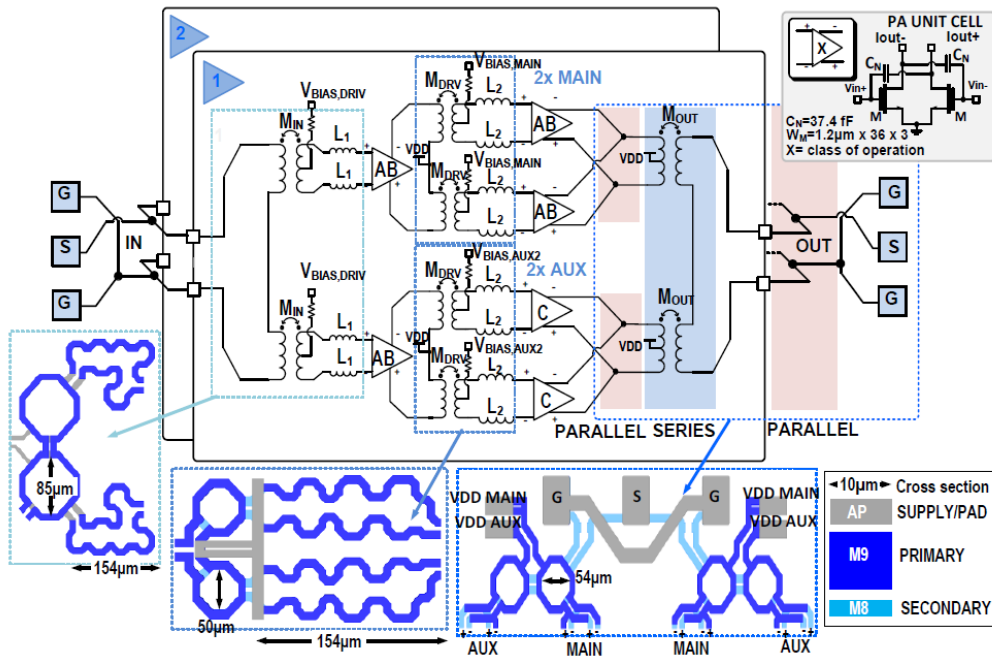 2
1
PA UNIT CELL
Iout- Iout+
X
CN
CN
Vin+
Vin-
M
M
CN=37.4 fF
WM=1.2µm x 36 x 3
X= class of operation
VBIAS,DRIV
MIN
L1
L1
AB
VDD
MDRV
VBIAS,MAIN
L2
L2
AB
2x MAIN
MDRV
VBIAS,MAIN
L2
L2
AB
VDD
MOUT
G
S
G
IN
OUT
G
S
G
VBIAS,DRIV
MIN
L1
L1
AB
VDD
MDRV
VBIAS,AUX2
L2
L2
C
2x AUX
MDRV
VBIAS,AUX2
L2
L2
C
VDD
MOUT
PARALLEL SERIES PARALLEL
85µm
154µm
50µm
154µm
VDD MAIN
VDD AUX
G S G
VDD MAIN
VDD AUX
54µm
+- +- +- +-
AUX MAIN MAIN AUX
10µm Cross section
AP SUPPLY/PAD
M9 PRIMARY
M8 SECONDARY